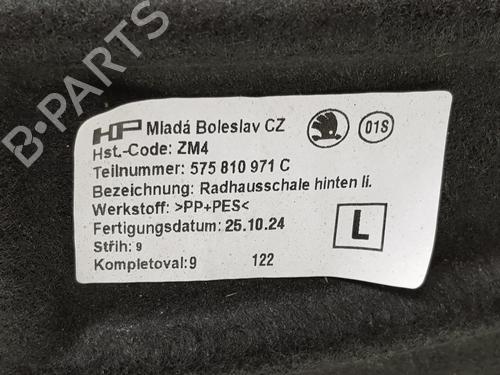 B-PARTS
HP Mladá Boleslav CZ
01S
Hst.-Code: ZM4
Teilnummer: 575 810 971 C
Bezeichnung: Radhausschale hinten li.
Werkstoff: >PP+PES<
Fertigungsdatum: 25.10.24
L
Střih: 9
Kompletoval:9 122